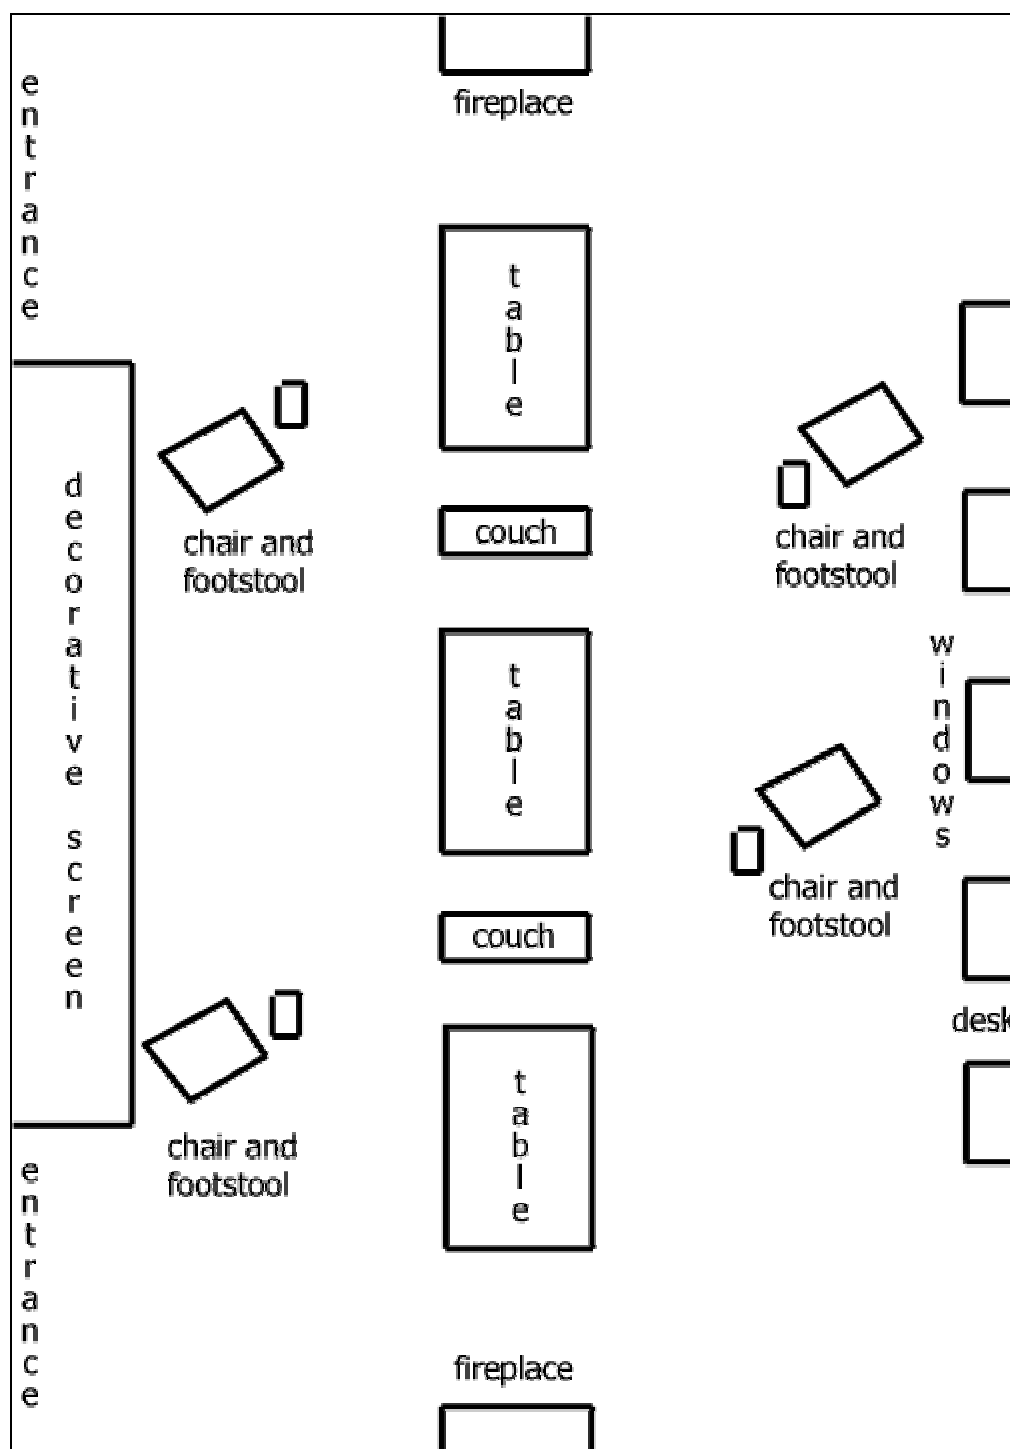 fireplace
entrance
table
decorative screen
couch
chair and
footstool
chair and
footstool
windows
table
chair and
footstool
couch
desk
table
chair and
footstool
entrance
fireplace